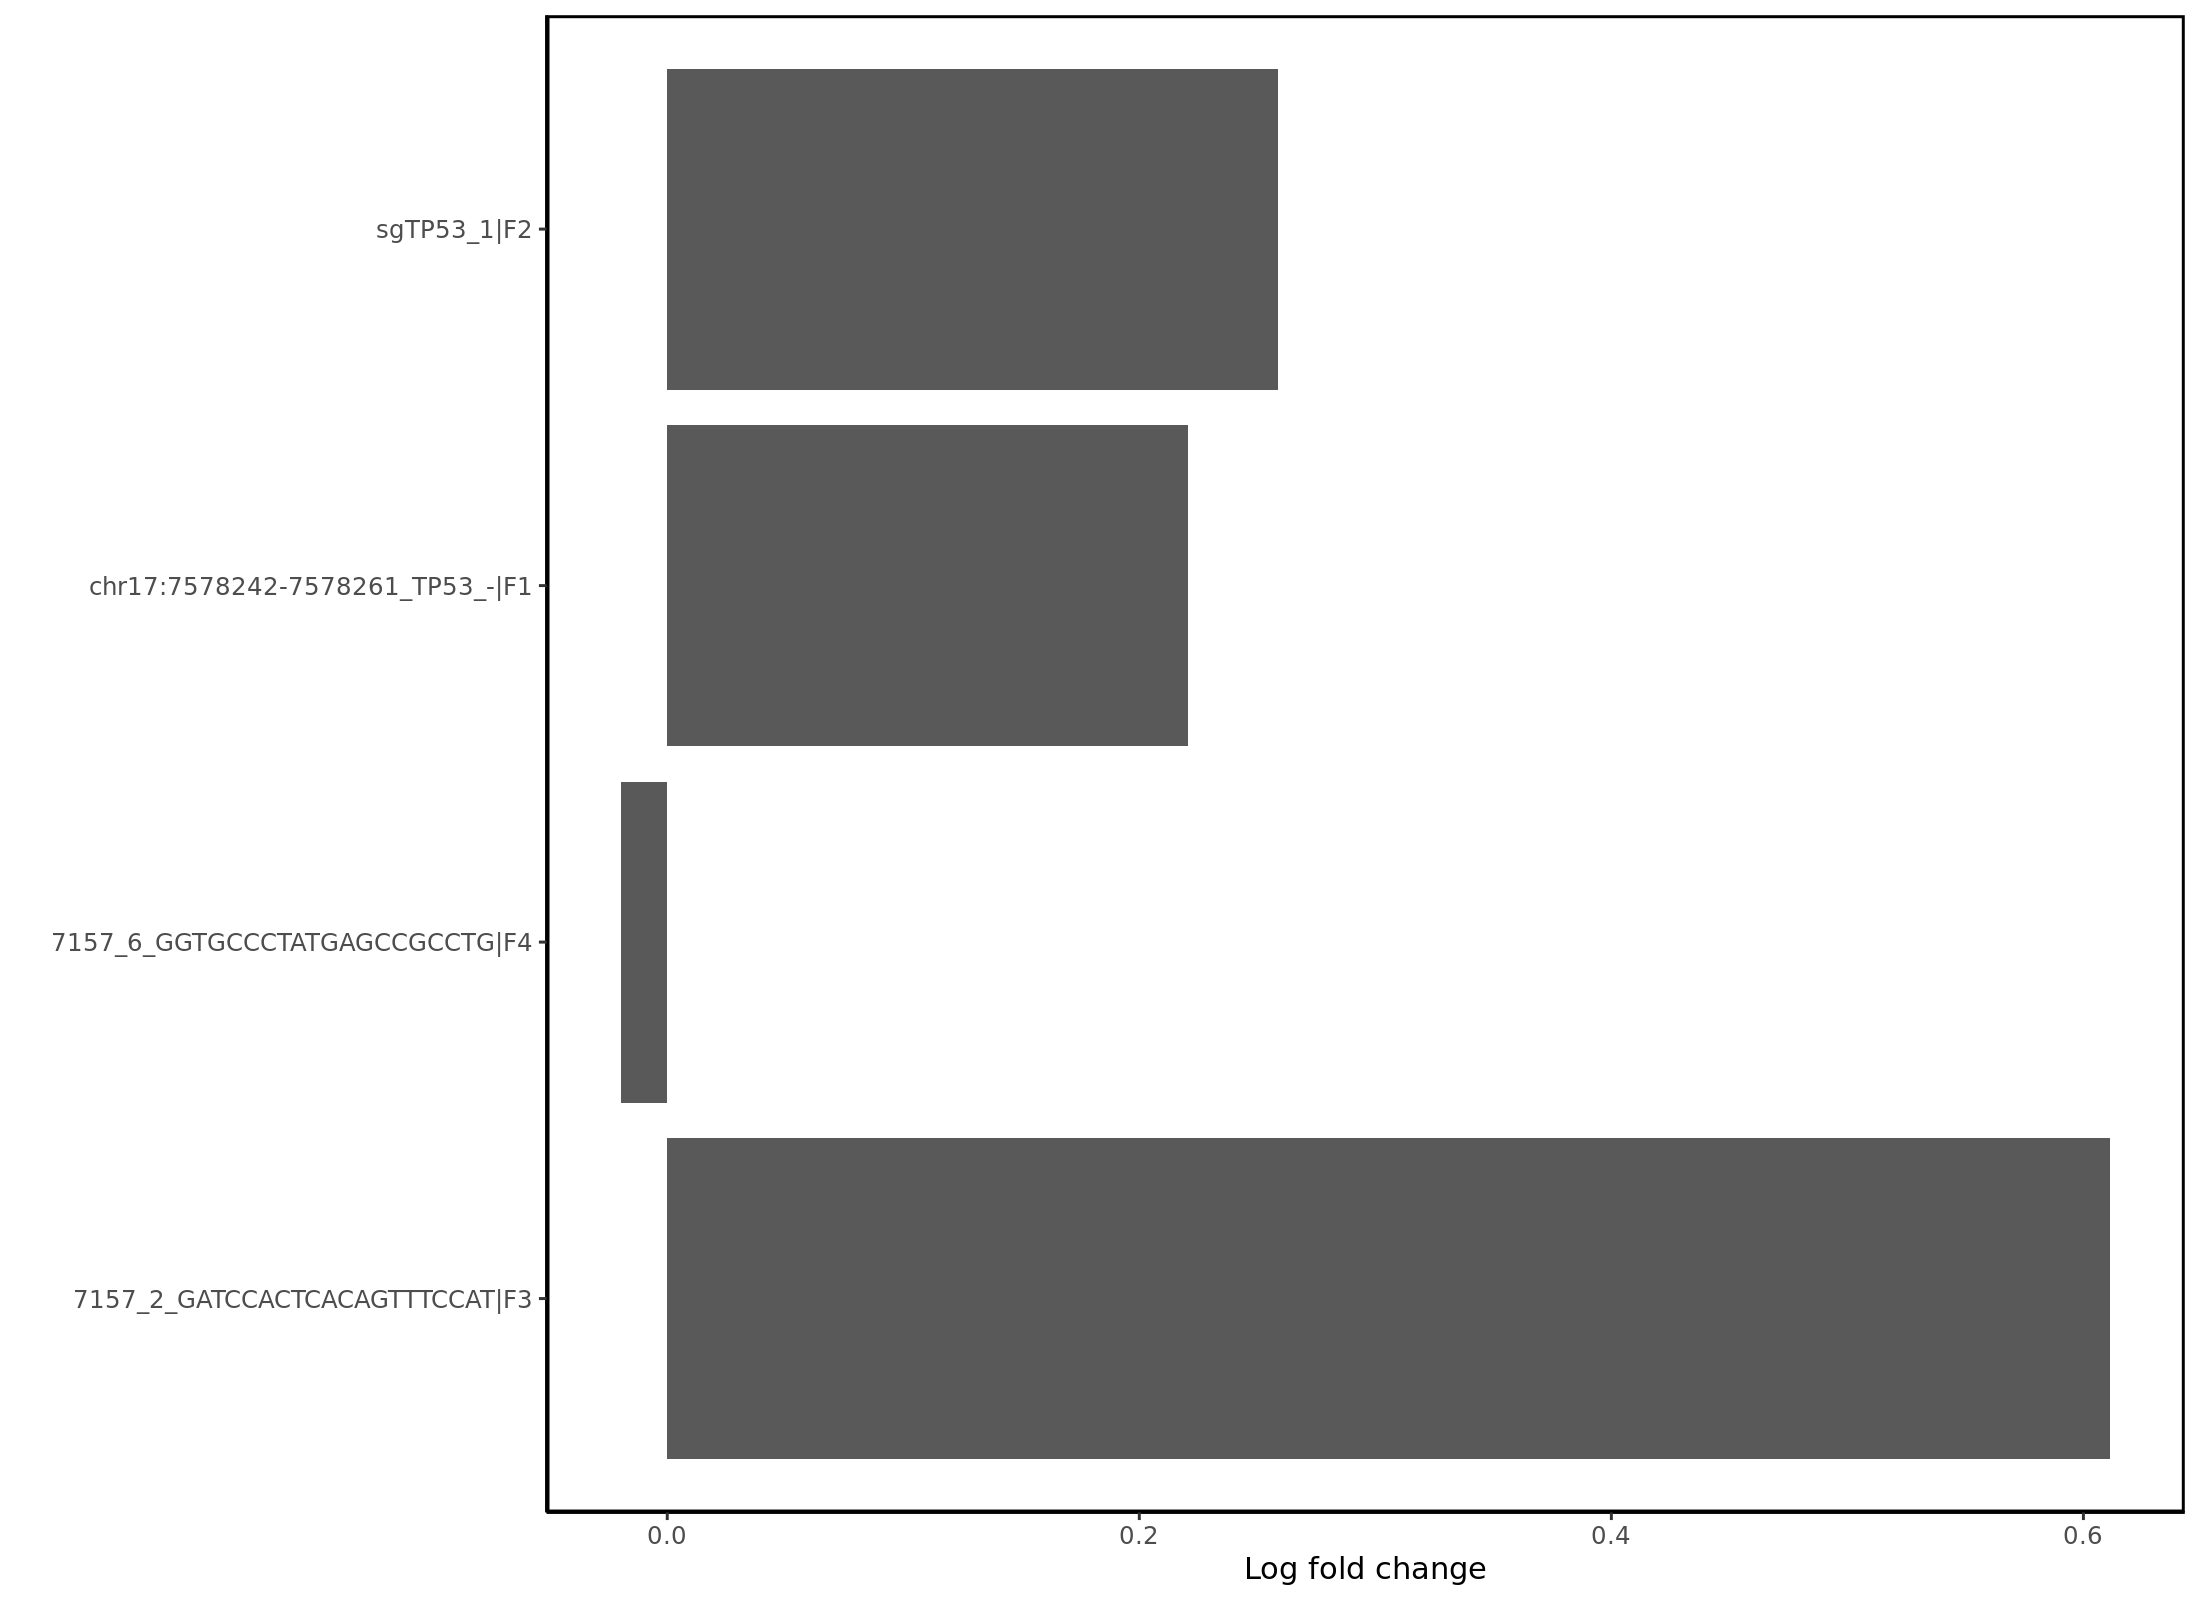 sgTP53_1|F2
chr17:7578242-7578261_TP53_-|F1
7157_6_GGTGCCCTATGAGCCGCCTG|F4
7157_2_GATCCACTCACAGTTTCCAT|F3
0.0 0.2 0.4 0.6
Log fold change